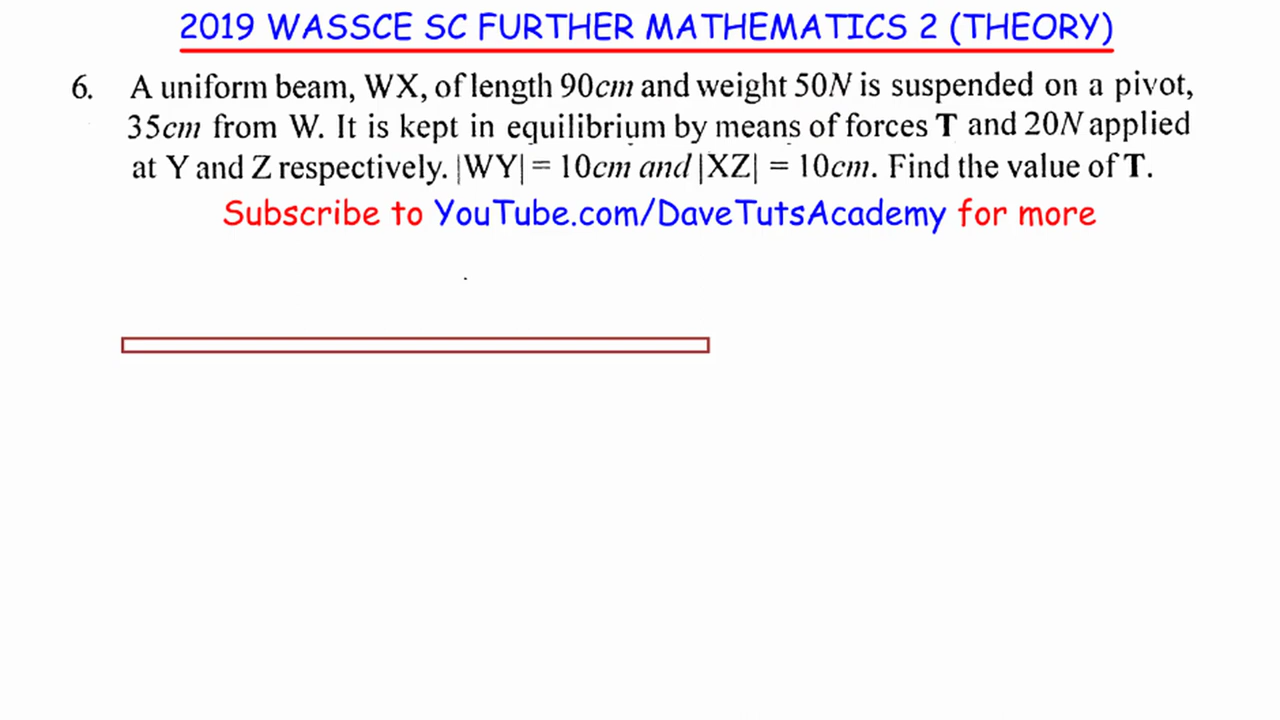 2019 WASSCE SC FURTHER MATHEMATICS 2 (THEORY)
6. A uniform beam, WX, of length 90cm and weight 50N is suspended on a pivot,
35cm from W. It is kept in equilibrium by means of forces T and 20N applied
at Y and Z respectively. |WY| = 10cm and |XZ| = 10cm. Find the value of T.
Subscribe to YouTube.com/DaveTutsAcademy for more